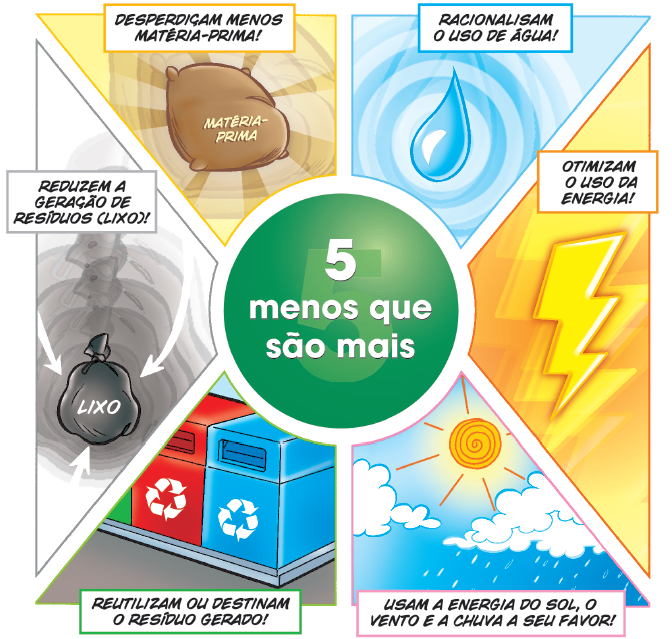 DESPERDIÇAM MENOS
MATÉRIA-PRIMA!
RACIONALISAM
O USO DE ÁGUA!
MATÉRIA-
PRIMA
OTIMIZAM
O USO DA
ENERGIA!
REDUZEM A
GERAÇÃO DE
RESÍDUOS (LIXO)!
5
menos que
são mais
LIXO
REUTILIZAM OU DESTINAM
O RESÍDUO GERADO!
USAM A ENERGIA DO SOL, O
VENTO E A CHUVA A SEU FAVOR!